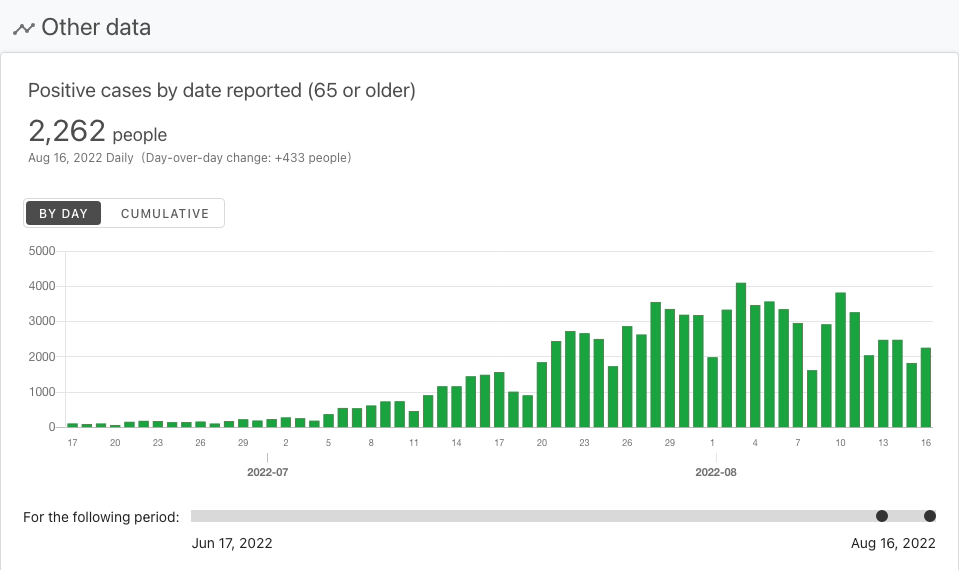 Other data
Positive cases by date reported (65 or older)
2,262 people
Aug 16, 2022 Daily (Day-over-day change: +433 people)
BY DAY CUMULATIVE
5000
4000
3000
2000
1000
0
17 20 23 26 29 2 5 8 11 14 17 20 23 26 29 1 4 7 10 13 16
2022-07 2022-08
For the following period:
Jun 17, 2022 Aug 16, 2022